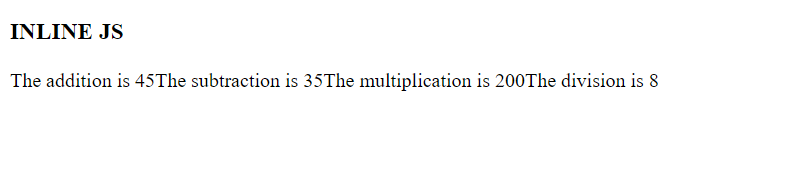 INLINE JS
The addition is 45The subtraction is 35The multiplication is 200The division is 8